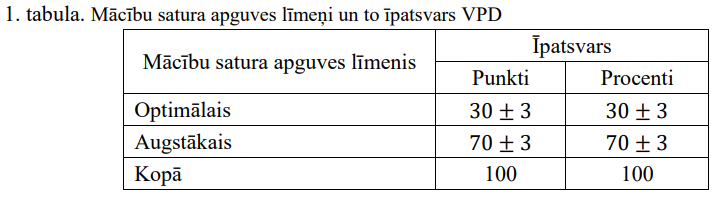 1. tabula. Mācību satura apguves līmeņi un to īpatsvars VPD
Mācību satura apguves līmenis
Īpatsvars
Punkti Procenti
Optimālais 30 ± 3 30 ± 3
Augstākais 70 ± 3 70 ± 3
Kopā 100 100